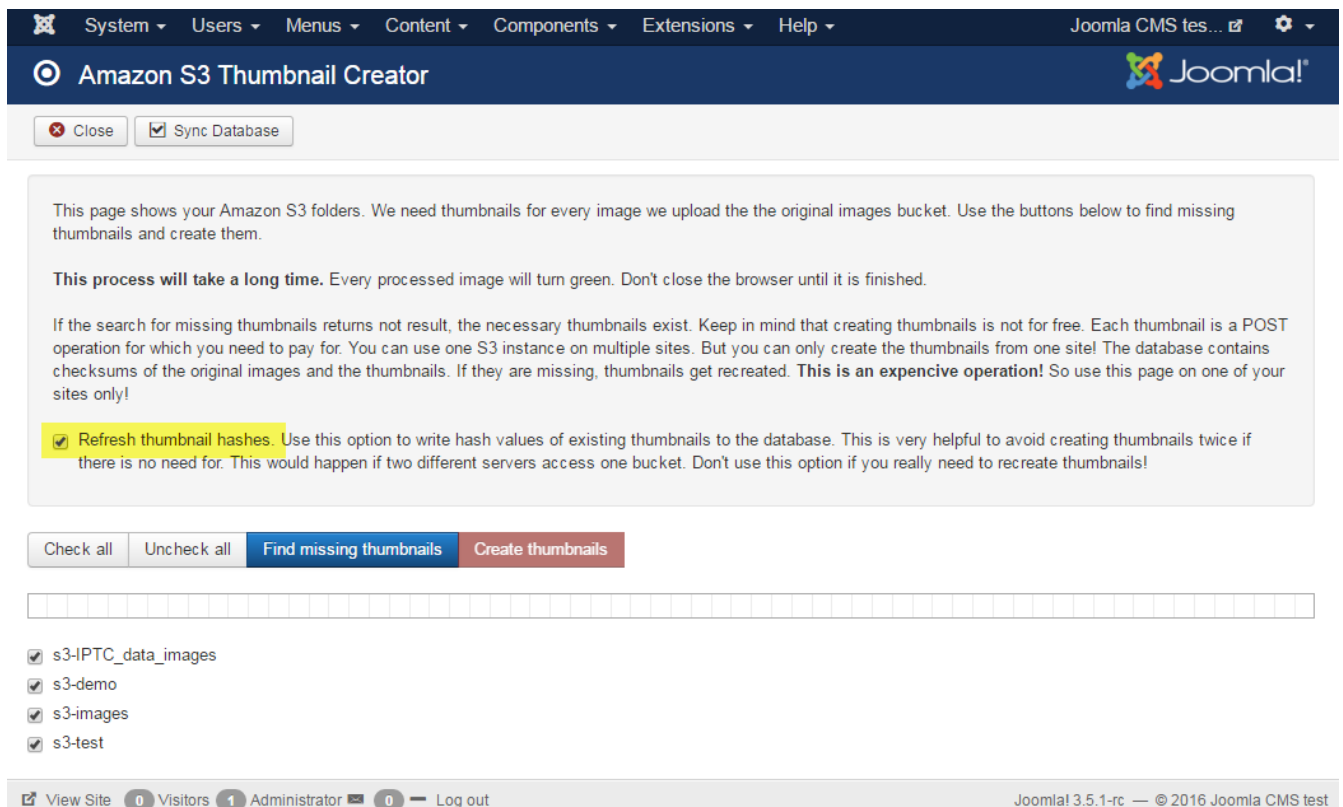 System Users Menus Content Components Extensions Help Joomla CMS tes...
Amazon S3 Thumbnail Creator Joomla!®
Close Sync Database
This page shows your Amazon S3 folders. We need thumbnails for every image we upload the the original images bucket. Use the buttons below to find missing
thumbnails and create them.
This process will take a long time. Every processed image will turn green. Don't close the browser until it is finished.
If the search for missing thumbnails returns not result, the necessary thumbnails exist. Keep in mind that creating thumbnails is not for free. Each thumbnail is a POST
operation for which you need to pay for. You can use one S3 instance on multiple sites. But you can only create the thumbnails from one site! The database contains
checksums of the original images and the thumbnails. If they are missing, thumbnails get recreated. This is an expencive operation! So use this page on one of your
sites only!
Refresh thumbnail hashes. Use this option to write hash values of existing thumbnails to the database. This is very helpful to avoid creating thumbnails twice if
there is no need for. This would happen if two different servers access one bucket. Don't use this option if you really need to recreate thumbnails!
Check all Uncheck all Find missing thumbnails Create thumbnails
s3-IPTC_data_images
s3-demo
s3-images
s3-test
View Site 0 Visitors 1 Administrator 0 Log out Joomla! 3.5.1-rc — © 2016 Joomla CMS test